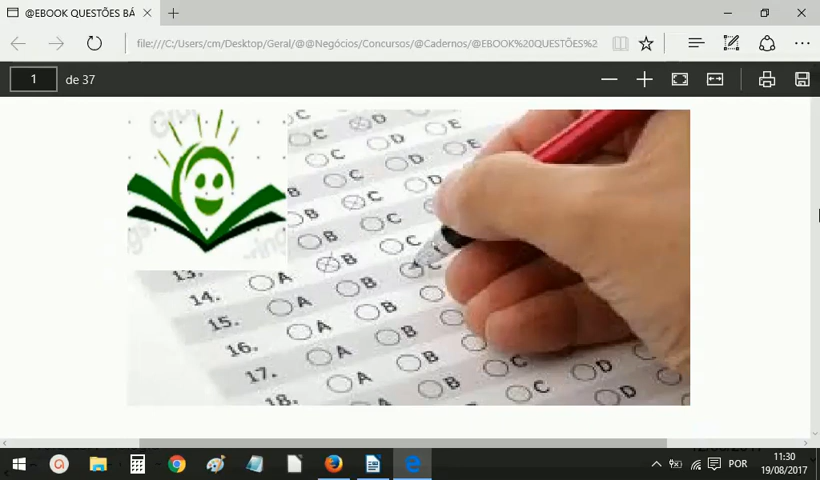 @EBOOK QUESTÕES BÁ
file:///C:/Users/cm/Desktop/Geral/@@Negócios/Concursos/@Cadernos/@EBOOK%20QUESTÕES%2
1 de 37
C D
C D E
C D E
B C D
B C
B C
13. B C
14. A B C
15. A B
16. A B
17. A B C D
18. A B C D
POR
11:30
19/08/2017